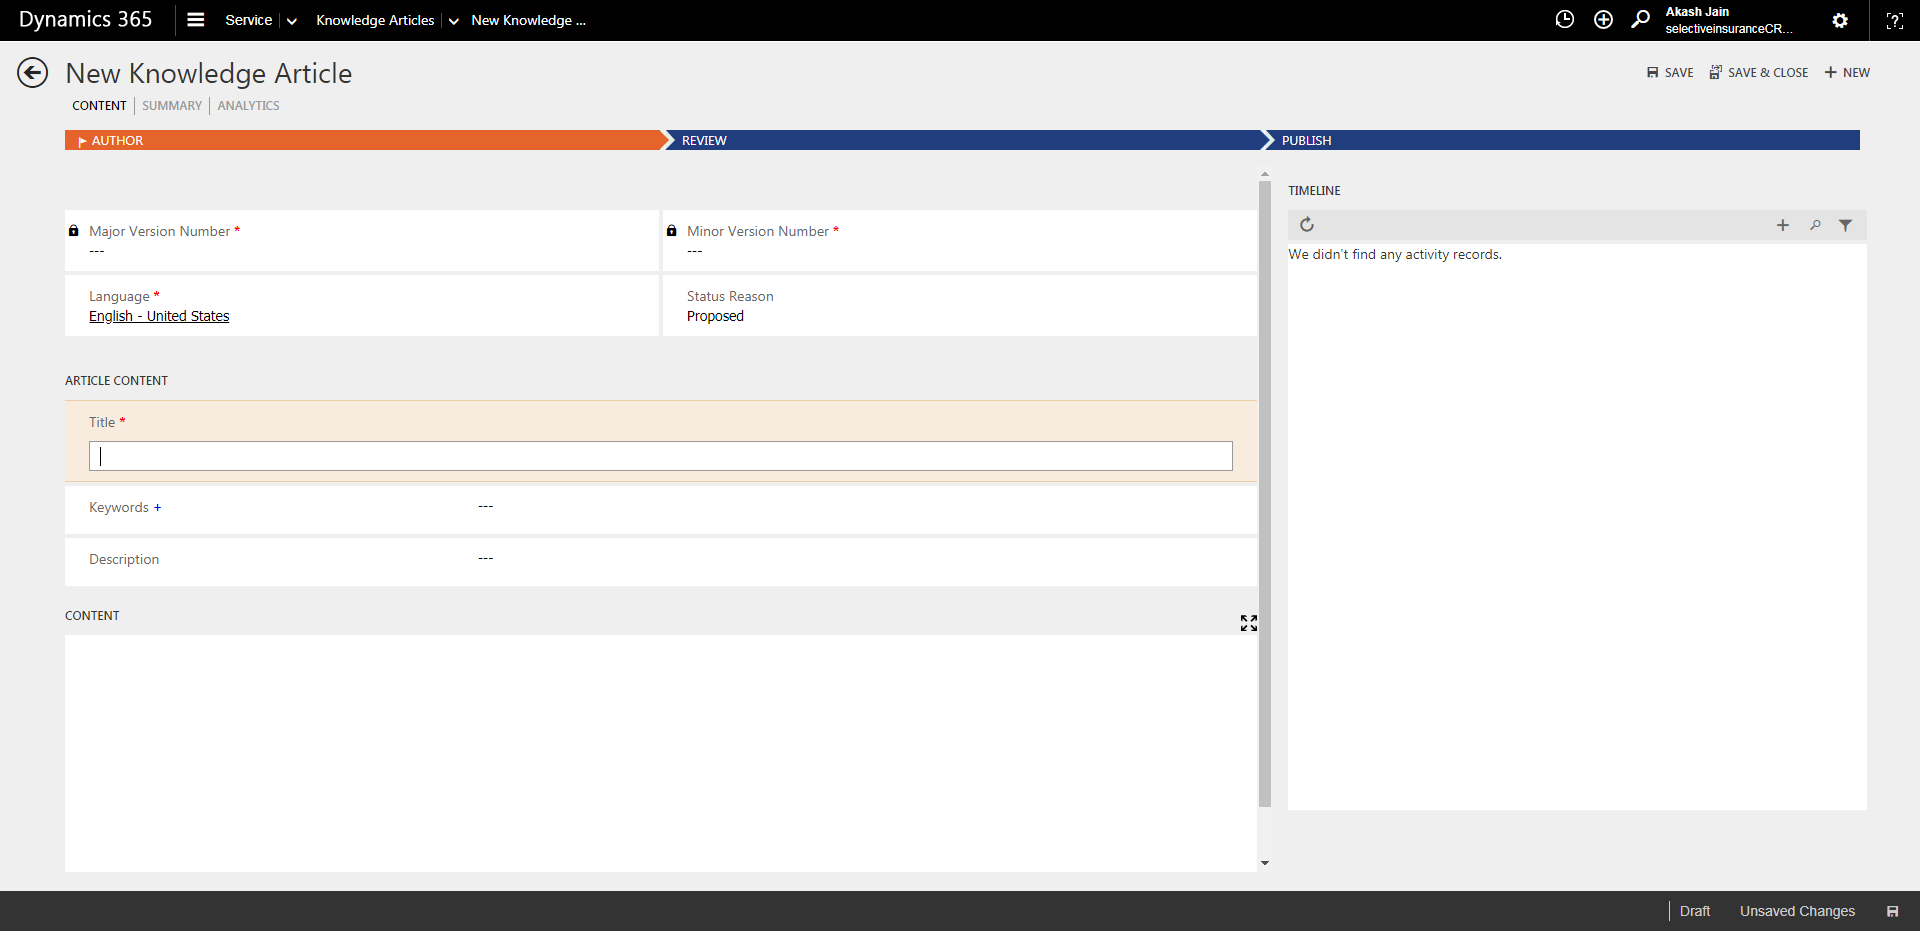 Dynamics 365 Service Knowledge Articles New Knowledge ... Akash Jain
selectiveinsuranceCR...
[?]
New Knowledge Article
SAVE SAVE & CLOSE + NEW
CONTENT SUMMARY ANALYTICS
AUTHOR REVIEW PUBLISH
TIMELINE
Major Version Number *
---
Minor Version Number *
---
We didn't find any activity records.
Language *
English - United States
Status Reason
Proposed
ARTICLE CONTENT
Title *
Keywords + ---
Description ---
CONTENT
Draft Unsaved Changes